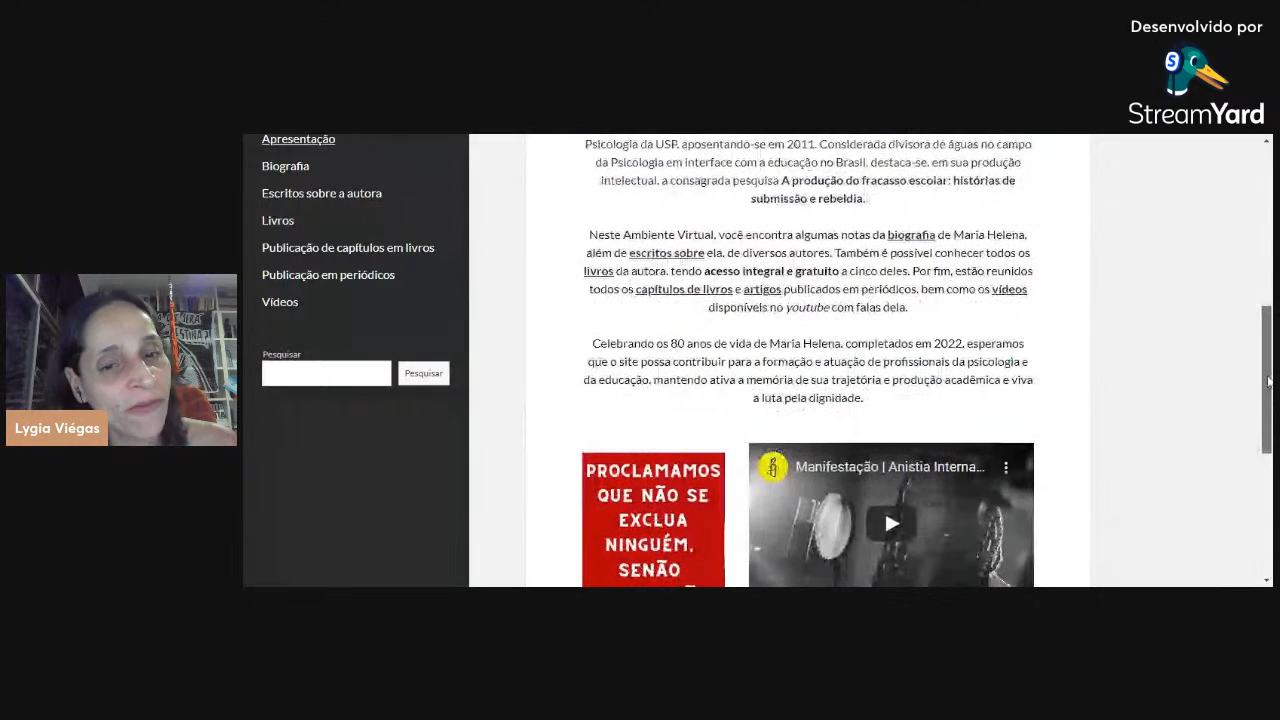 Desenvolvido por
StreamYard
Apresentação
Biografia
Escritos sobre a autora
Livros
Publicação de capítulos em livros
Publicação em periódicos
Vídeos
Pesquisar
Pesquisar
Psicologia da USP, aposentando-se em 2011. Considerada divisora de águas no campo
da Psicologia em interface com a educação no Brasil, destaca-se, em sua produção
intelectual, a consagrada pesquisa A produção do fracasso escolar: histórias de
submissão e rebeldia.
Neste Ambiente Virtual, você encontra algumas notas da biografia de Maria Helena,
além de escritos sobre ela, de diversos autores. Também é possível conhecer todos os
livros da autora, tendo acesso integral e gratuito a cinco deles. Por fim, estão reunidos
todos os capítulos de livros e artigos publicados em periódicos, bem como os vídeos
disponíveis no youtube com falas dela.
Celebrando os 80 anos de vida de Maria Helena, completados em 2022, esperamos
que o site possa contribuir para a formação e atuação de profissionais da psicologia e
da educação, mantendo ativa a memória de sua trajetória e produção acadêmica e viva
a luta pela dignidade.
PROCLAMAMOS
QUE NÃO SE
EXCLUA
NINGUÉM,
SENÃO
Manifestação | Anistia Interna...
Lygia Viégas